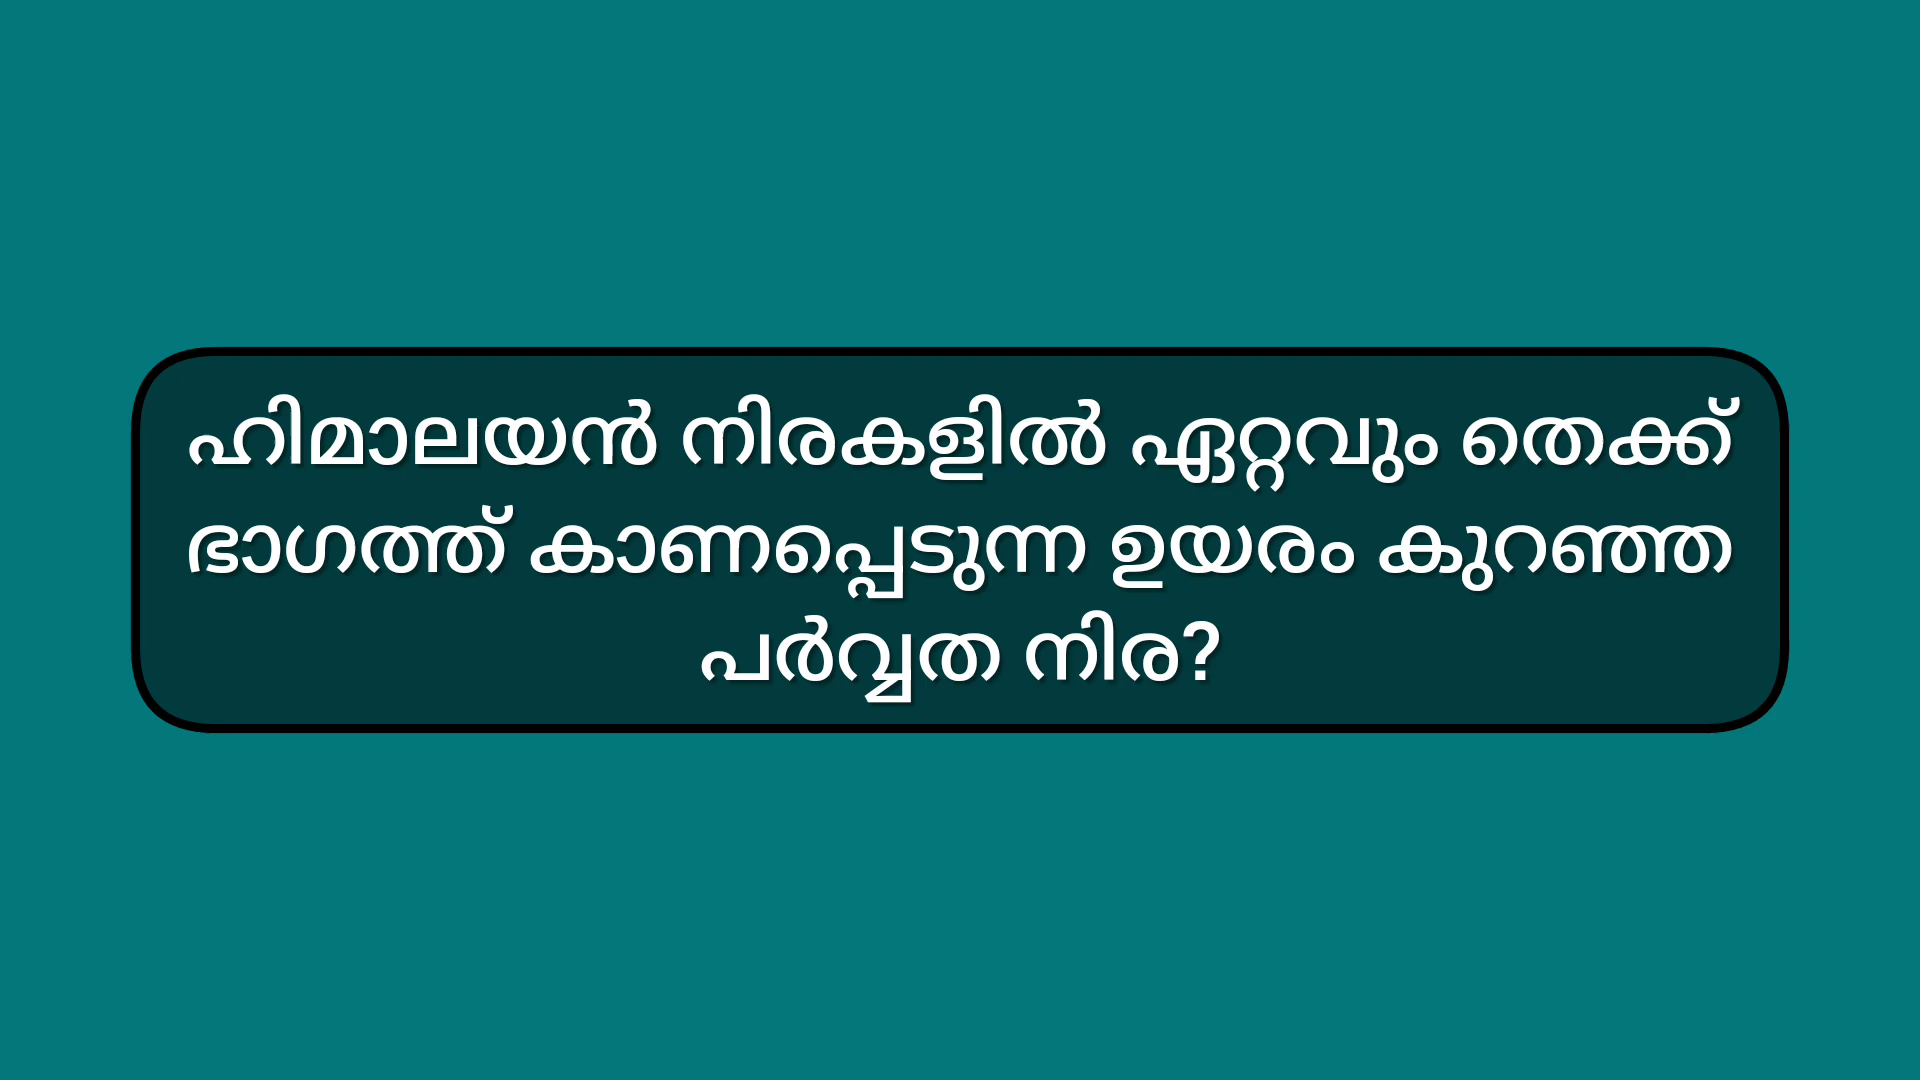 ഹിമാലയൻ നിരകളിൽ ഏറ്റവും തെക്ക്
ഭാഗത്ത് കാണപ്പെടുന്ന ഉയരം കുറഞ്ഞ
പർവ്വത നിര?